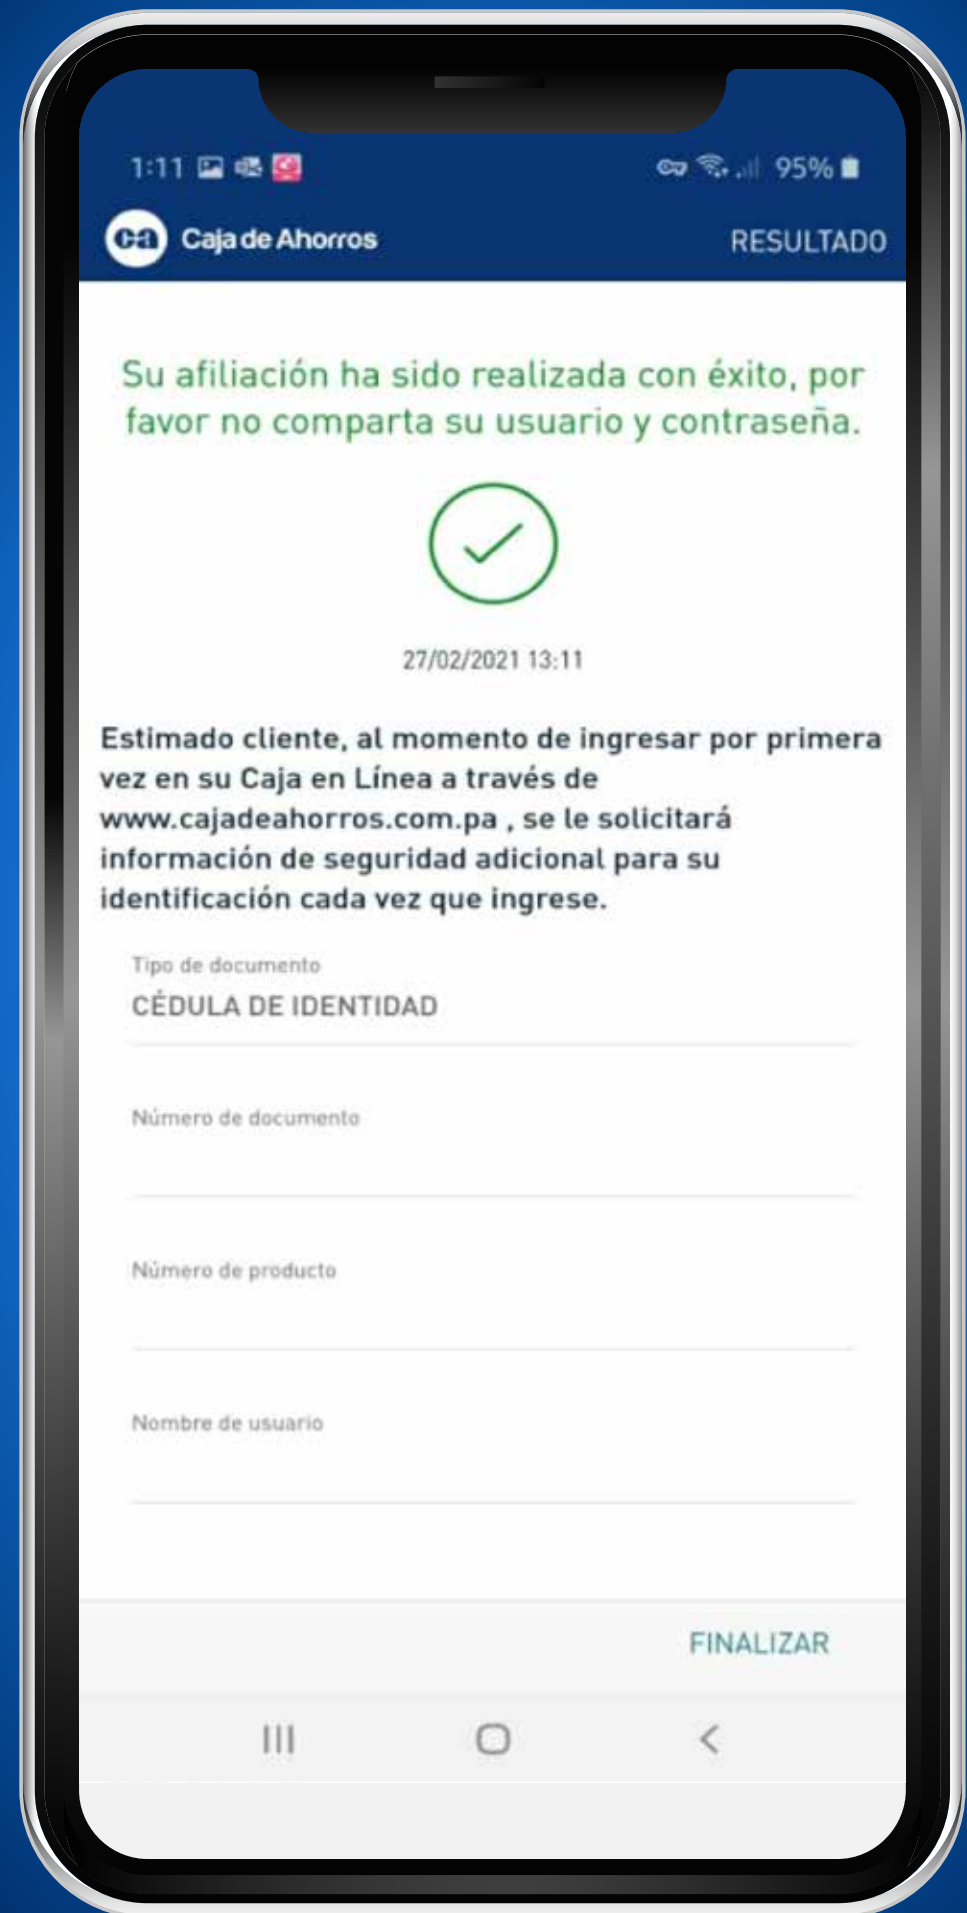 1:11 95%
ca Caja de Ahorros RESULTADO
Su afiliación ha sido realizada con éxito, por
favor no comparta su usuario y contraseña.
27/02/2021 13:11
Estimado cliente, al momento de ingresar por primera
vez en su Caja en Línea a través de
www.cajadeahorros.com.pa , se le solicitará
información de seguridad adicional para su
identificación cada vez que ingrese.
Tipo de documento
CÉDULA DE IDENTIDAD
Número de documento
Número de producto
Nombre de usuario
FINALIZAR